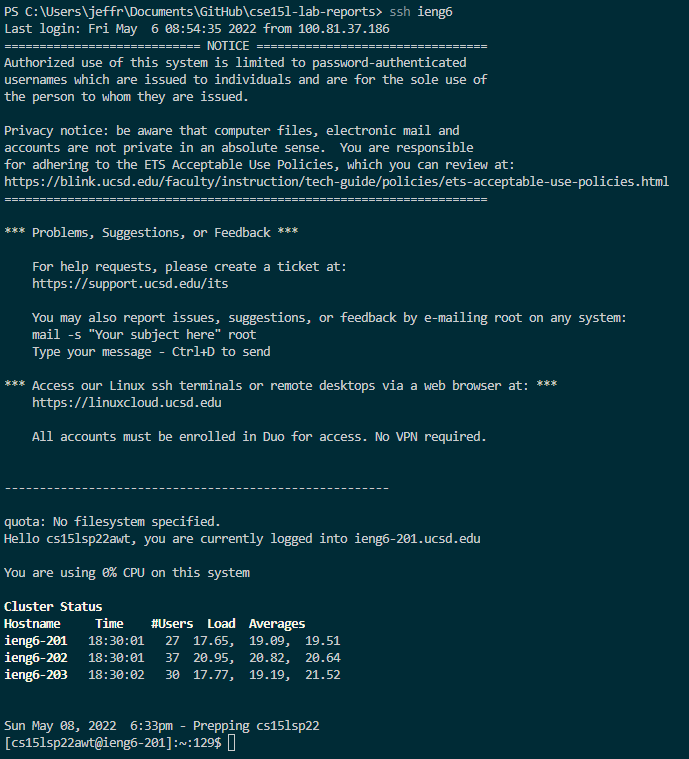 PS C:\Users\jeffr\Documents\GitHub\cse15l-lab-reports> ssh ieng6
Last login: Fri May  6 08:54:35 2022 from 100.81.37.186
============================ NOTICE =================================
Authorized use of this system is limited to password-authenticated
usernames which are issued to individuals and are for the sole use of
the person to whom they are issued.

Privacy notice: be aware that computer files, electronic mail and
accounts are not private in an absolute sense.  You are responsible
for adhering to the ETS Acceptable Use Policies, which you can review at:
https://blink.ucsd.edu/faculty/instruction/tech-guide/policies/ets-acceptable-use-policies.html
=====================================================================

*** Problems, Suggestions, or Feedback ***

    For help requests, please create a ticket at:
    https://support.ucsd.edu/its

    You may also report issues, suggestions, or feedback by e-mailing root on any system:
    mail -s "Your subject here" root
    Type your message - Ctrl+D to send

*** Access our Linux ssh terminals or remote desktops via a web browser at: ***
    https://linuxcloud.ucsd.edu

    All accounts must be enrolled in Duo for access. No VPN required.

-------------------------------------------------------

quota: No filesystem specified.
Hello cs15lsp22awt, you are currently logged into ieng6-201.ucsd.edu

You are using 0% CPU on this system

Cluster Status
Hostname     Time    #Users  Load  Averages
ieng6-201   18:30:01   27  17.65,  19.09,  19.51
ieng6-202   18:30:01   37  20.95,  20.82,  20.64
ieng6-203   18:30:02   30  17.77,  19.19,  21.52

Sun May 08, 2022  6:33pm - Prepping cs15lsp22
[cs15lsp22awt@ieng6-201]:~:129$